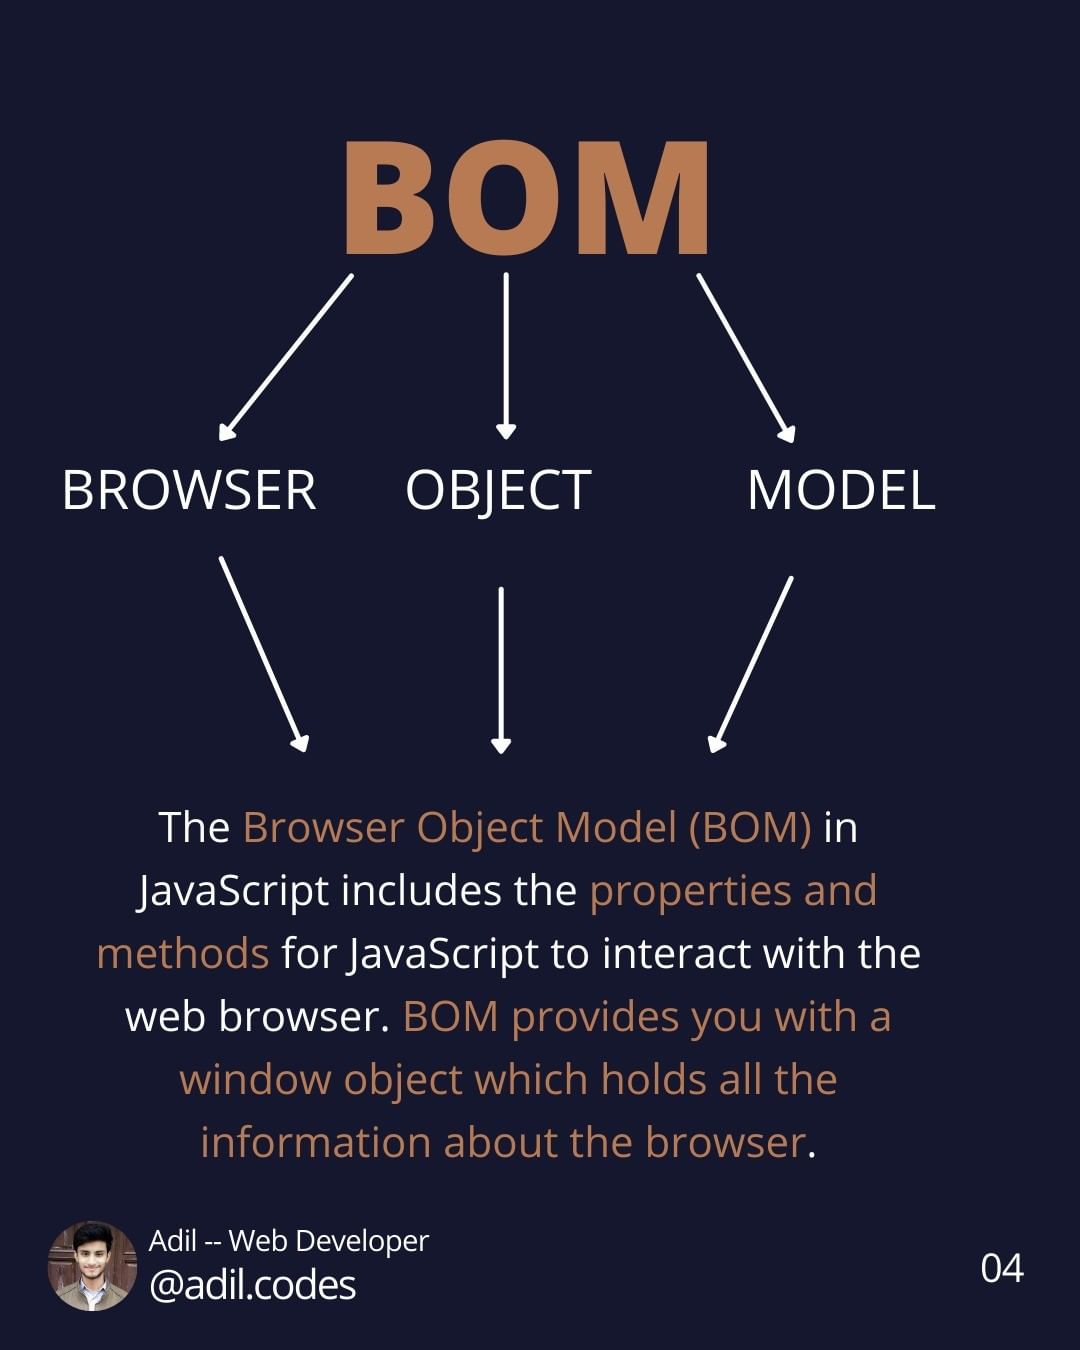 BOM
BROWSER OBJECT MODEL
The Browser Object Model (BOM) in
JavaScript includes the properties and
methods for JavaScript to interact with the
web browser. BOM provides you with a
window object which holds all the
information about the browser.
Adil -- Web Developer
@adil.codes
04